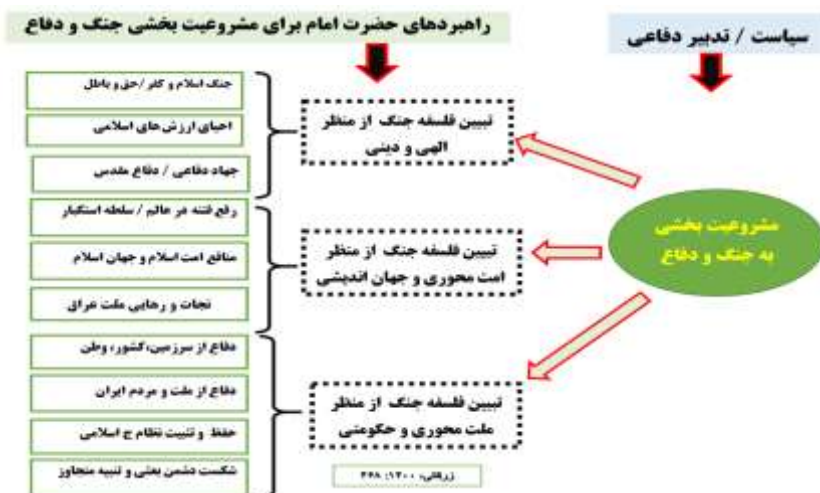 راهبردهای حضرت امام برای مشروعیت بخشی جنگ و دفاع
سیاست / تدبیر دفاعی
مشروعیت بخشی
به جنگ و دفاع
تبیین فلسفه جنگ از منظر
الهی و دینی
جنگ اسلام و کفر / حق و باطل
احیای ارزش های اسلامی
جهاد دفاعی / دفاع مقدس
تبیین فلسفه جنگ از منظر
امت محوری و جهان اندیشی
رفع فتنه در عالم / سلطه استکبار
منافع امت اسلام و جهان اسلام
نجات و رهایی ملت عراق
تبیین فلسفه جنگ از منظر
ملت محوری و حکومتی
دفاع از سرزمین، کشور، وطن
دفاع از ملت و مردم ایران
حفظ و تثبیت نظام ج اسلامی
شکست دشمن بعثی و تنبیه متجاوز
۱۴۰۰: ۲۶۸